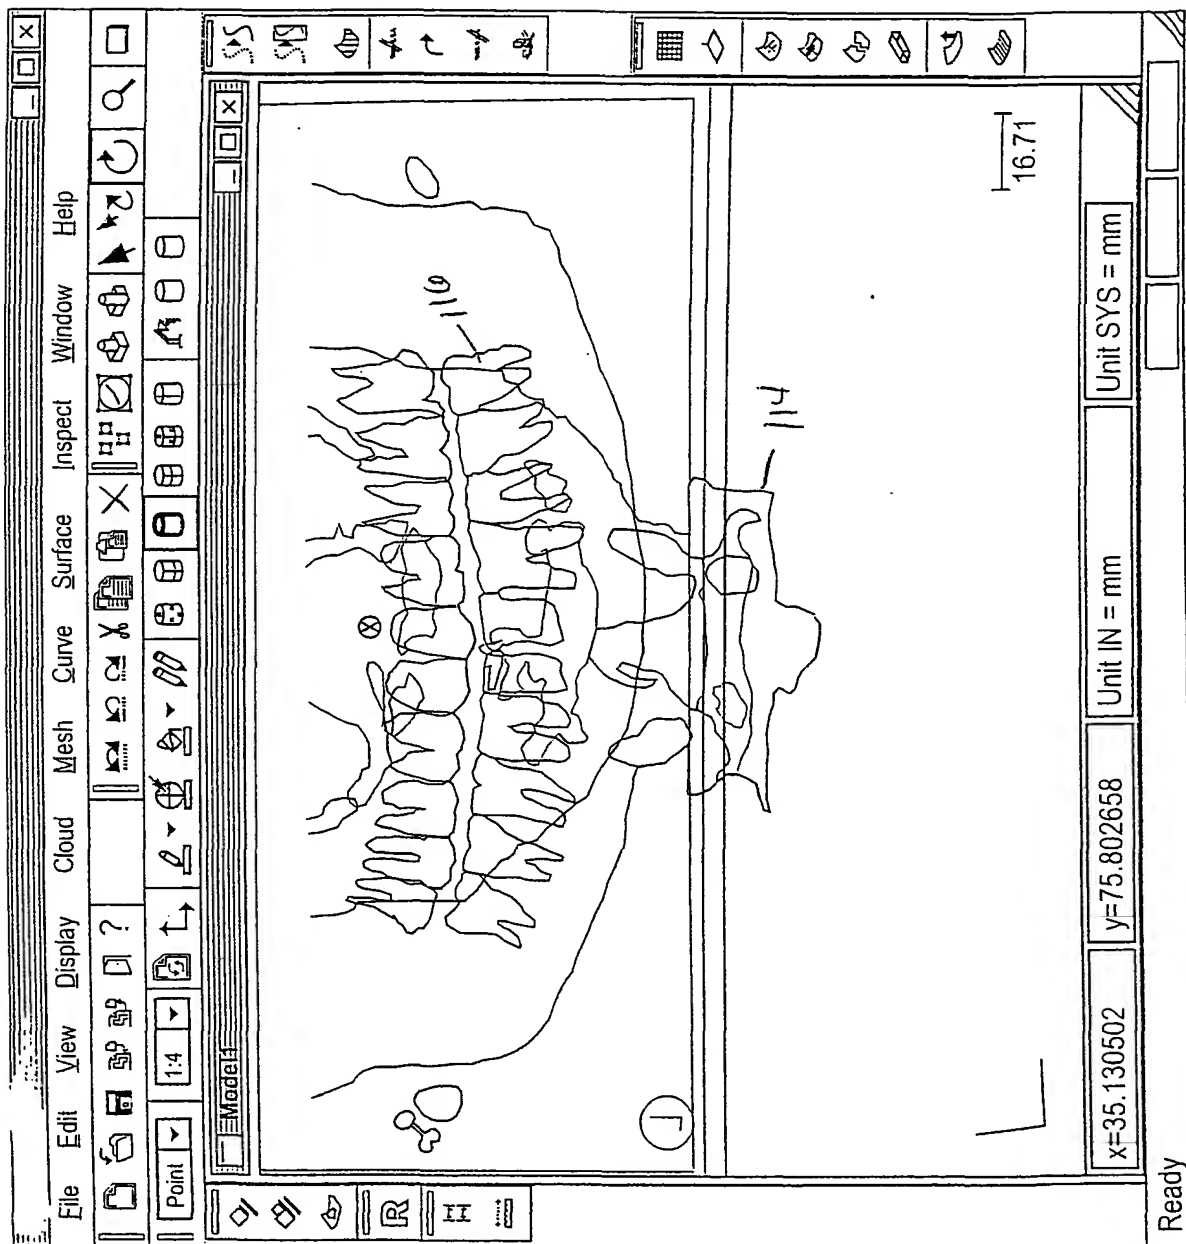 File Edit View Display Cloud Mesh Curve Surface Inspect Window Help
?
Point 1:4
R
Model1
L
116
114
16.71
x=35.130502 y=75.802658 Unit IN = mm Unit SYS = mm
Ready